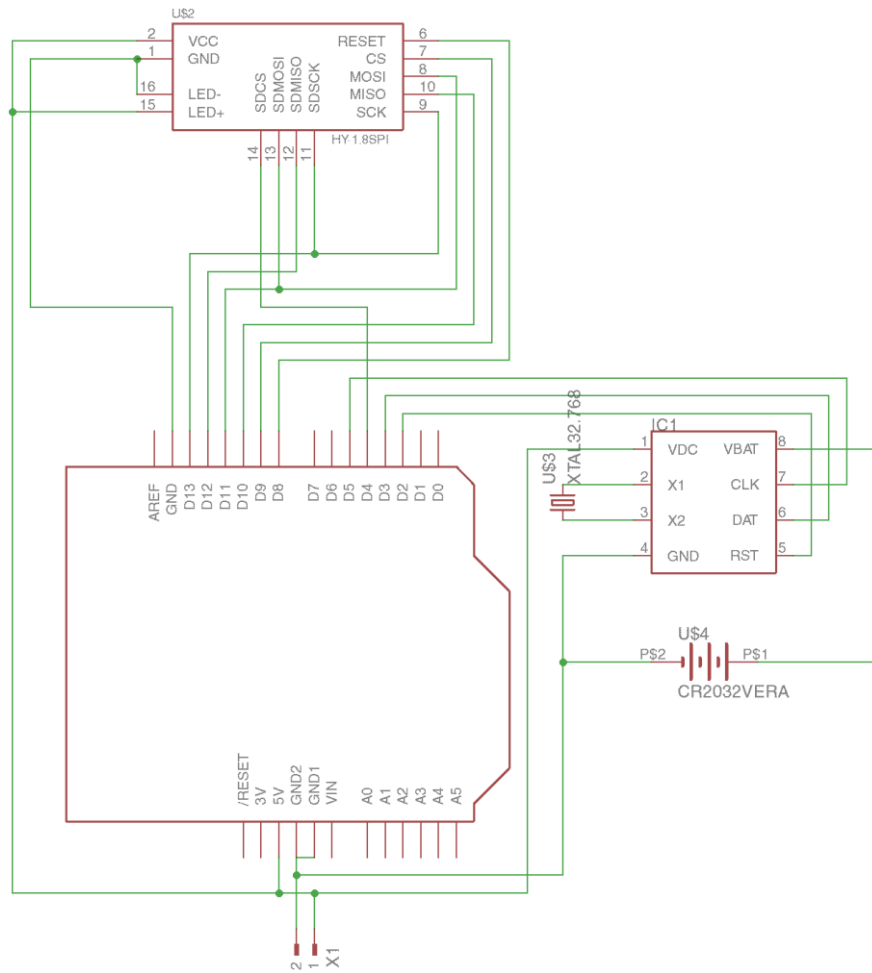 U$2
2 VCC RESET 6
1 GND CS 7
MOSI 8
16 LED- MISO 10
15 LED+ SCK 9
SDCS
SDMOSI
SDMISO
SDSCK
HY 1.8SPI
14
13
12
11
XTAL32.768
U$3
IC1
1 VDC VBAT 8
2 X1 CLK 7
3 X2 DAT 6
4 GND RST 5
AREF
GND
D13
D12
D11
D10
D9
D8
D7
D6
D5
D4
D3
D2
D1
D0
U$4
P$2 P$1
CR2032VERA
/RESET
3V
5V
GND2
GND1
VIN
A0
A1
A2
A3
A4
A5
2
1
X1